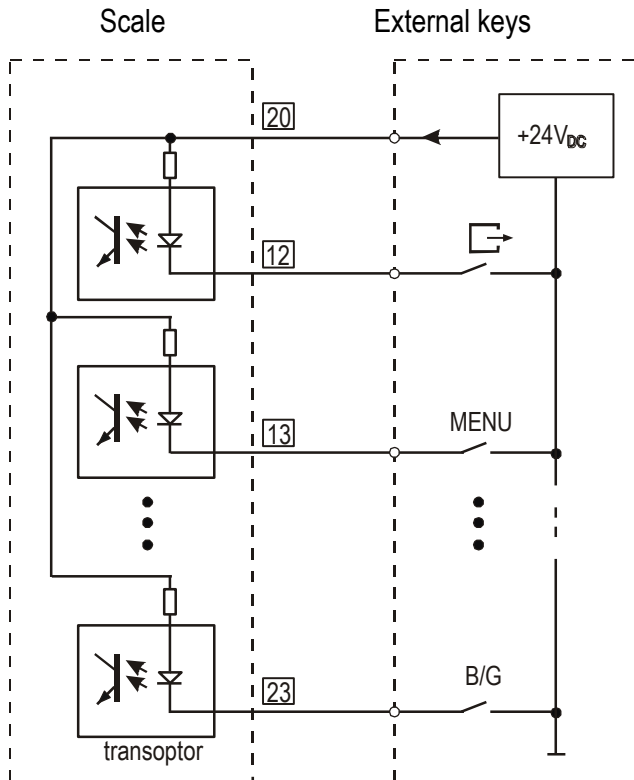 Scale
External keys
20
+24VDC
12
13
MENU
23
B/G
transoptor